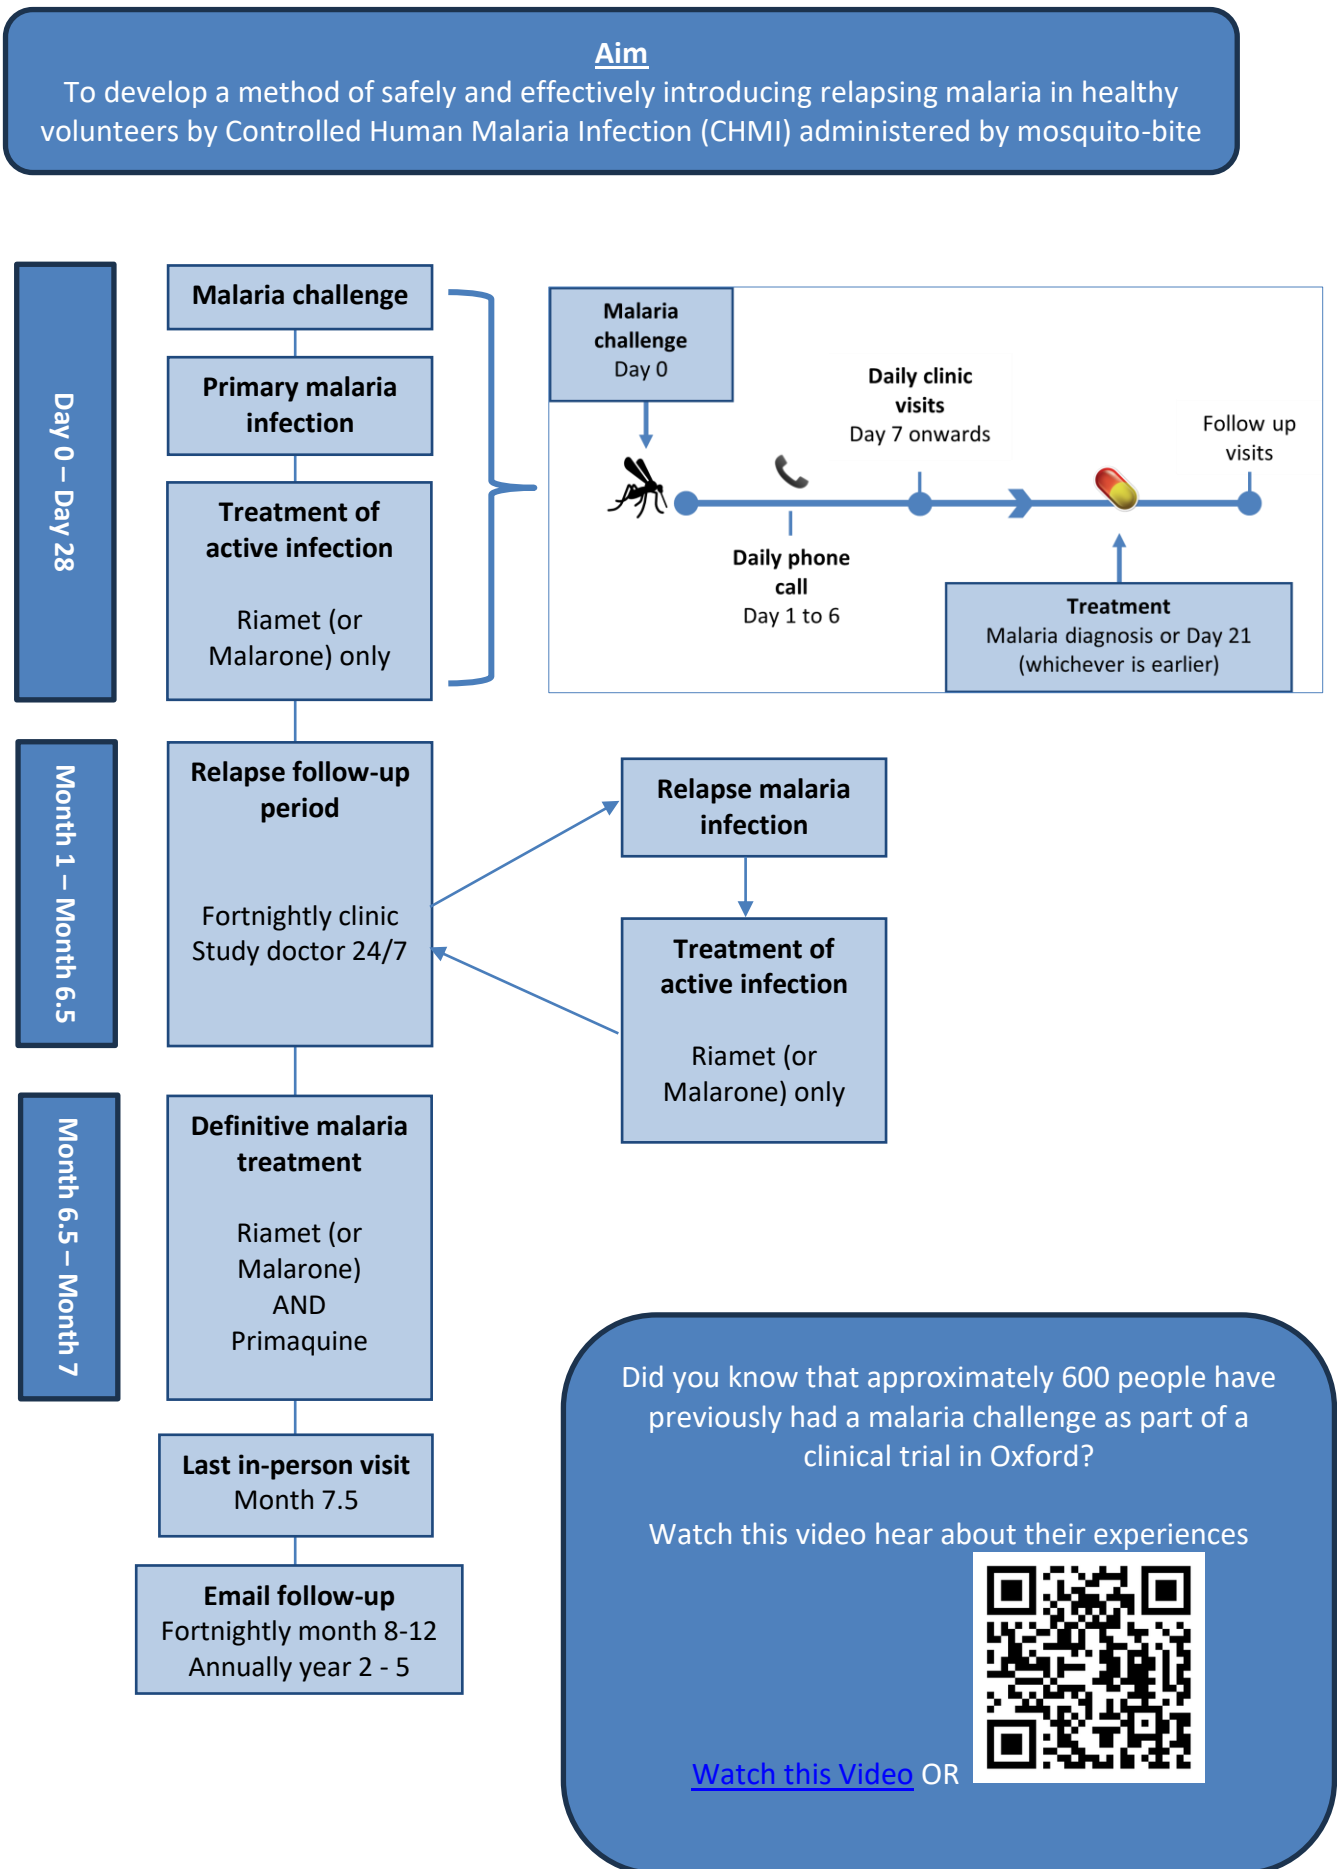 Aim
To develop a method of safely and effectively introducing relapsing malaria in healthy
volunteers by Controlled Human Malaria Infection (CHMI) administered by mosquito-bite
Day 0 – Day 28
Malaria challenge
Primary malaria
infection
Treatment of
active infection
Riamet (or
Malarone) only
Malaria
challenge
Day 0
Daily phone
call
Day 1 to 6
Daily clinic
visits
Day 7 onwards
Treatment
Malaria diagnosis or Day 21
(whichever is earlier)
Follow up
visits
Month 1 – Month 6.5
Relapse follow-up
period
Fortnightly clinic
Study doctor 24/7
Relapse malaria
infection
Treatment of
active infection
Riamet (or
Malarone) only
Month 6.5 – Month 7
Definitive malaria
treatment
Riamet (or
Malarone)
AND
Primaquine
Last in-person visit
Month 7.5
Email follow-up
Fortnightly month 8-12
Annually year 2 - 5
Did you know that approximately 600 people have
previously had a malaria challenge as part of a
clinical trial in Oxford?
Watch this video hear about their experiences
Watch this Video OR